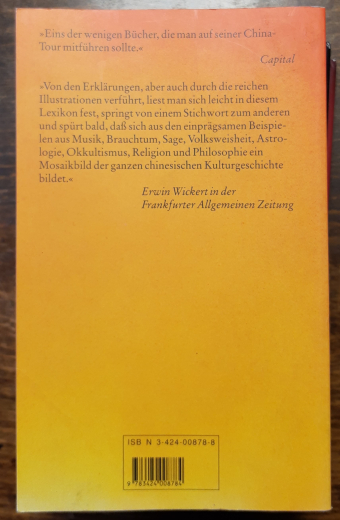 »Eins der wenigen Bücher, die man auf seiner China-
Tour mitführen sollte.«
Capital
»Von den Erklärungen, aber auch durch die reichen
Illustrationen verführt, liest man sich leicht in diesem
Lexikon fest, springt von einem Stichwort zum anderen
und spürt bald, daß sich aus den einprägsamen Beispie-
len aus Musik, Brauchtum, Sage, Volksweisheit, Astro-
logie, Okkultismus, Religion und Philosophie ein
Mosaikbild der ganzen chinesischen Kulturgeschichte
bildet.«
Erwin Wickert in der
Frankfurter Allgemeinen Zeitung
ISB N 3-424-00878-8
9 783424 008784